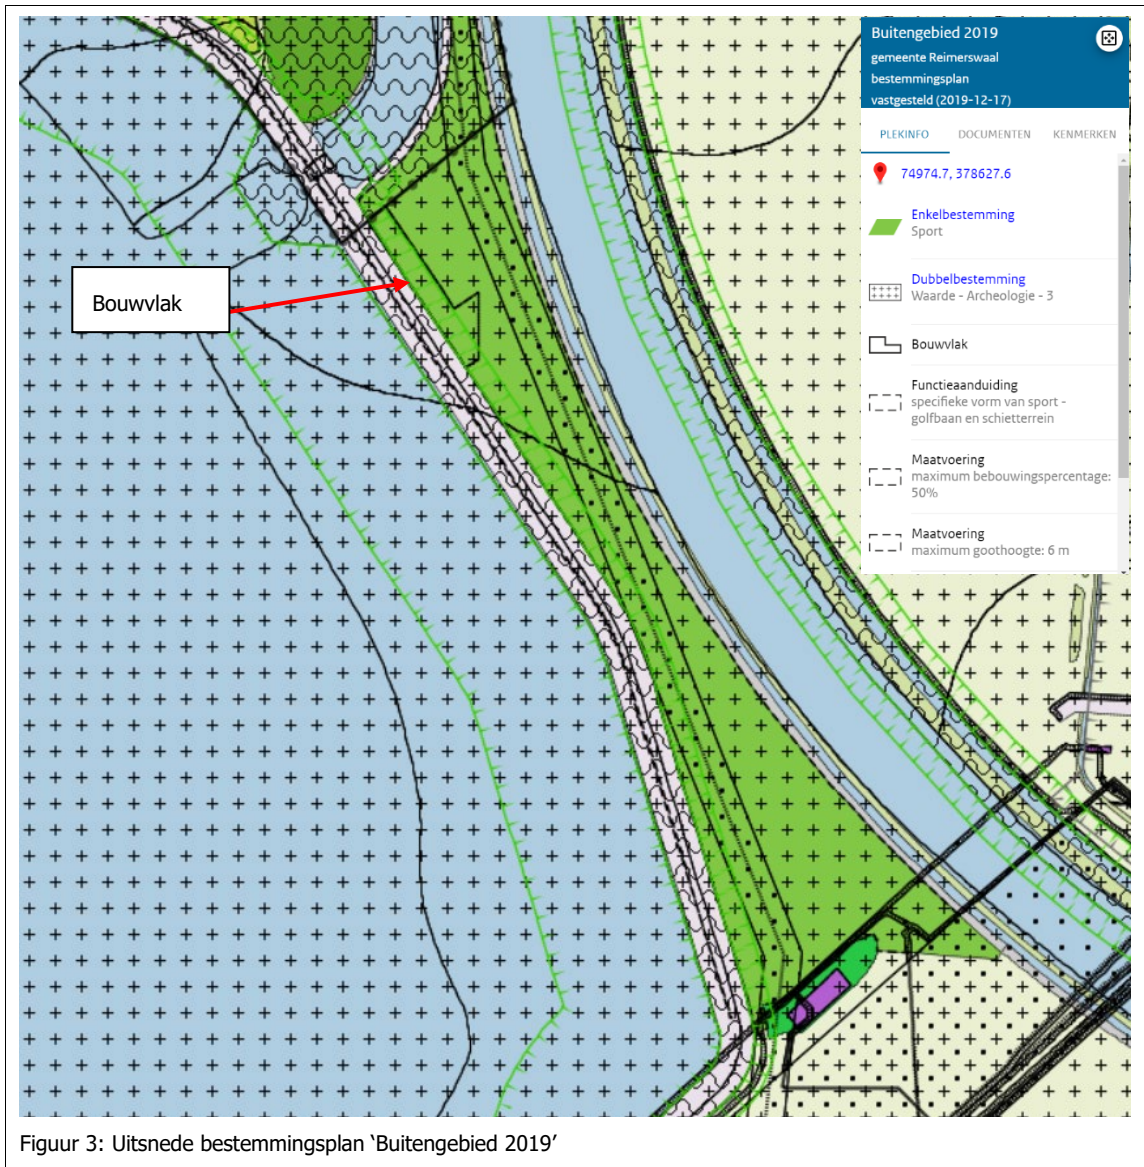 Buitengebied 2019
gemeente Reimerswaal
bestemmingsplan
vastgesteld (2019-12-17)
PLEKINFO DOCUMENTEN KENMERKEN
74974.7, 378627.6
Enkelbestemming
Sport
Dubbelbestemming
Waarde - Archeologie - 3
Bouwvlak
Functieaanduiding
specifieke vorm van sport -
golfbaan en schietterrein
Maatvoering
maximum bebouwingspercentage:
50%
Maatvoering
maximum goothoogte: 6 m
Bouwvlak
Figuur 3: Uitsnede bestemmingsplan ‘Buitengebied 2019’